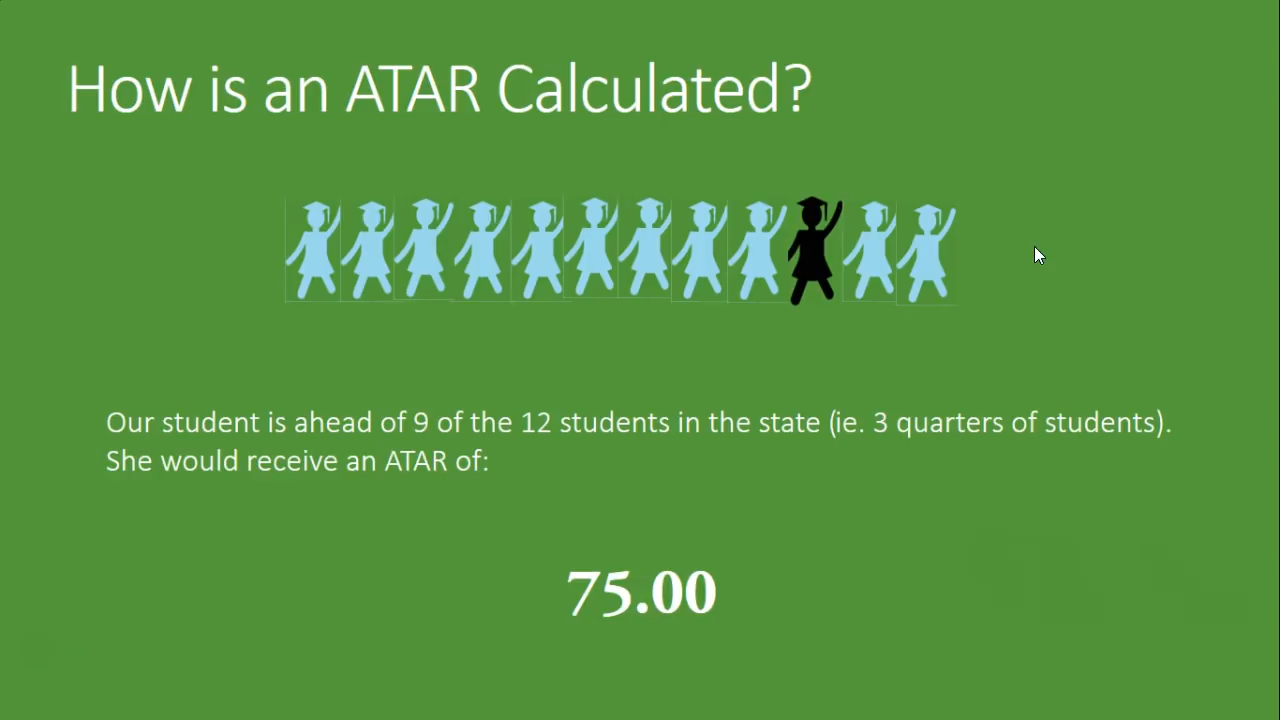 How is an ATAR Calculated?
Our student is ahead of 9 of the 12 students in the state (ie. 3 quarters of students).
She would receive an ATAR of:
75.00